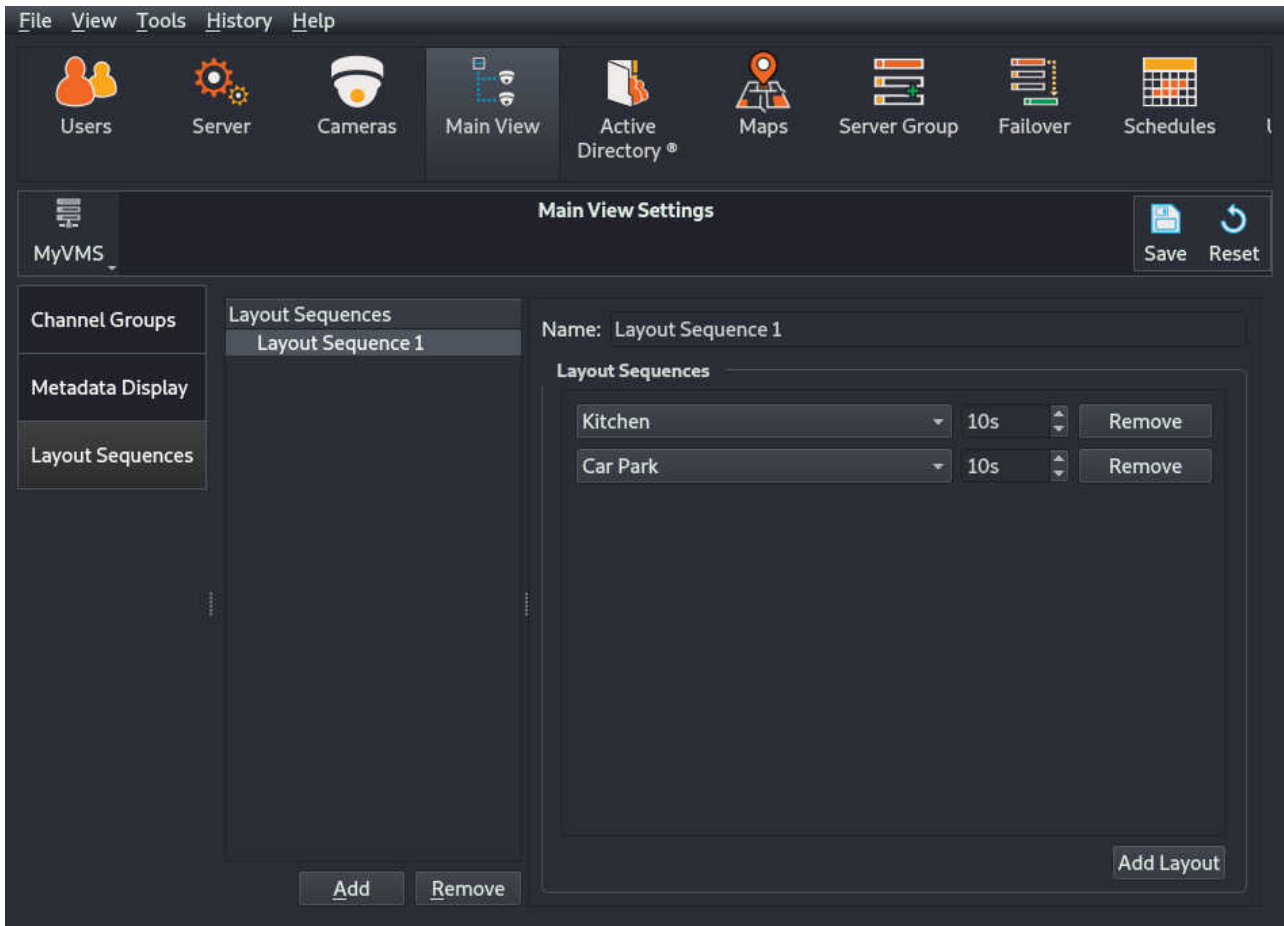 File View Tools History Help
Users Server Cameras Main View Active Directory ® Maps Server Group Failover Schedules
Main View Settings
MyVMS Save Reset
Channel Groups
Metadata Display
Layout Sequences
Layout Sequences
Layout Sequence 1
Add Remove
Name: Layout Sequence 1
Layout Sequences
Kitchen 10s Remove
Car Park 10s Remove
Add Layout